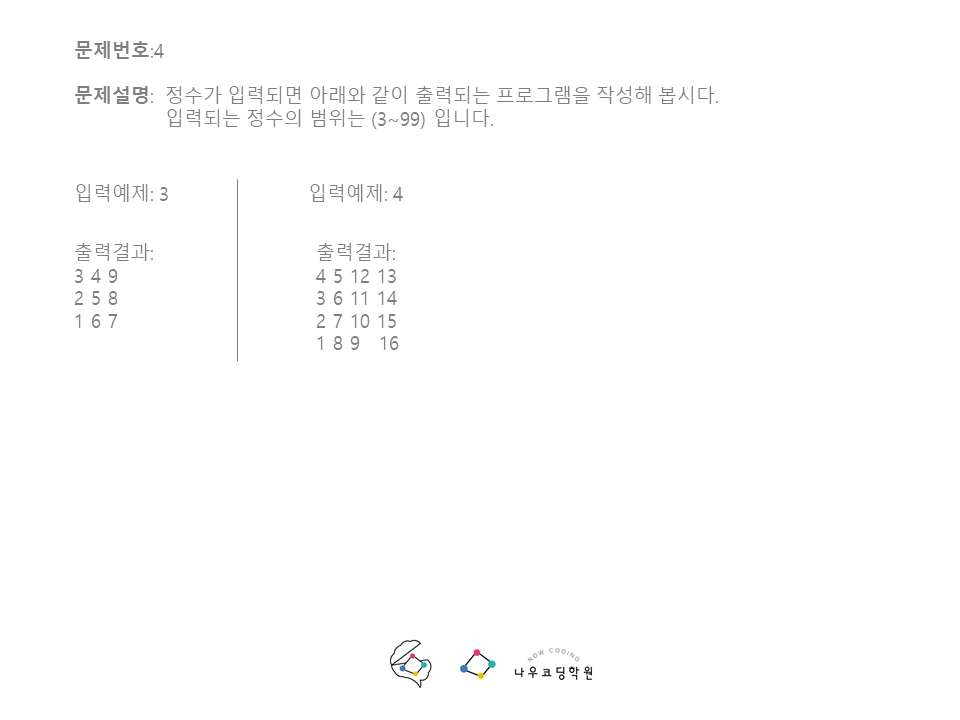 문제번호:4
문제설명: 정수가 입력되면 아래와 같이 출력되는 프로그램을 작성해 봅시다.
입력되는 정수의 범위는 (3~99) 입니다.
입력예제: 3
출력결과:
3 4 9
2 5 8
1 6 7
입력예제: 4
출력결과:
4 5 12 13
3 6 11 14
2 7 10 15
1 8 9 16
NOW CODING
나우코딩학원